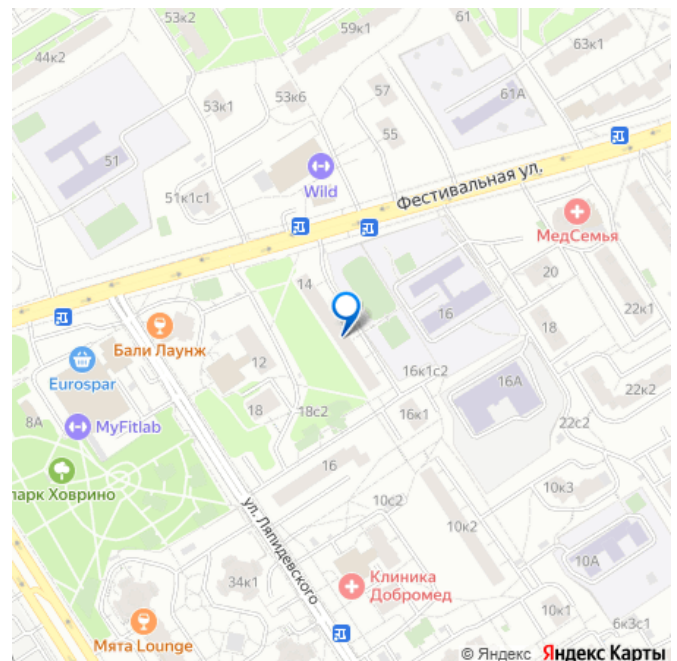 53к2
59к1
61
63к1
44к2
53к1
53к6
57
61А
55
51
Wild
51к1с1
Фестивальная ул.
МедСемья
20
14
16
22к1
18
Бали Лаунж
12
Eurospar
16к1с2
16А
22к2
8А
MyFitlab
18
18с2
16к1
22с2
парк Ховрино
16
10к3
10с2
10к2
ул. Ляпидевского
10А
34к1
Клиника
Добромед
10к1
6к3с1
Мята Lounge
© Яндекс Яндекс Карты